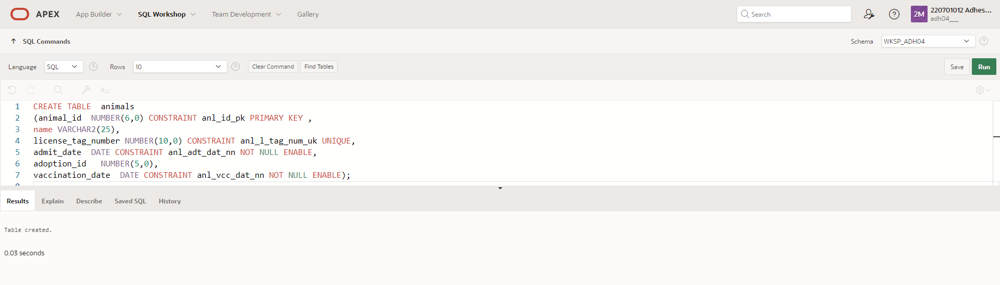 APEX App Builder SQL Workshop Team Development Gallery Search 2M 220701012 Adhes...
adh04___
SQL Commands Schema WKSP_ADH04
Language SQL Rows 10 Clear Command Find Tables Save Run
A::
1 CREATE TABLE  animals
2 (animal_id  NUMBER(6,0) CONSTRAINT anl_id_pk PRIMARY KEY ,
3 name VARCHAR2(25),
4 license_tag_number NUMBER(10,0) CONSTRAINT anl_l_tag_num_uk UNIQUE,
5 admit_date  DATE CONSTRAINT anl_adt_dat_nn NOT NULL ENABLE,
6 adoption_id   NUMBER(5,0),
7 vaccination_date  DATE CONSTRAINT anl_vcc_dat_nn NOT NULL ENABLE);
8
Results Explain Describe Saved SQL History
Table created.
0.03 seconds